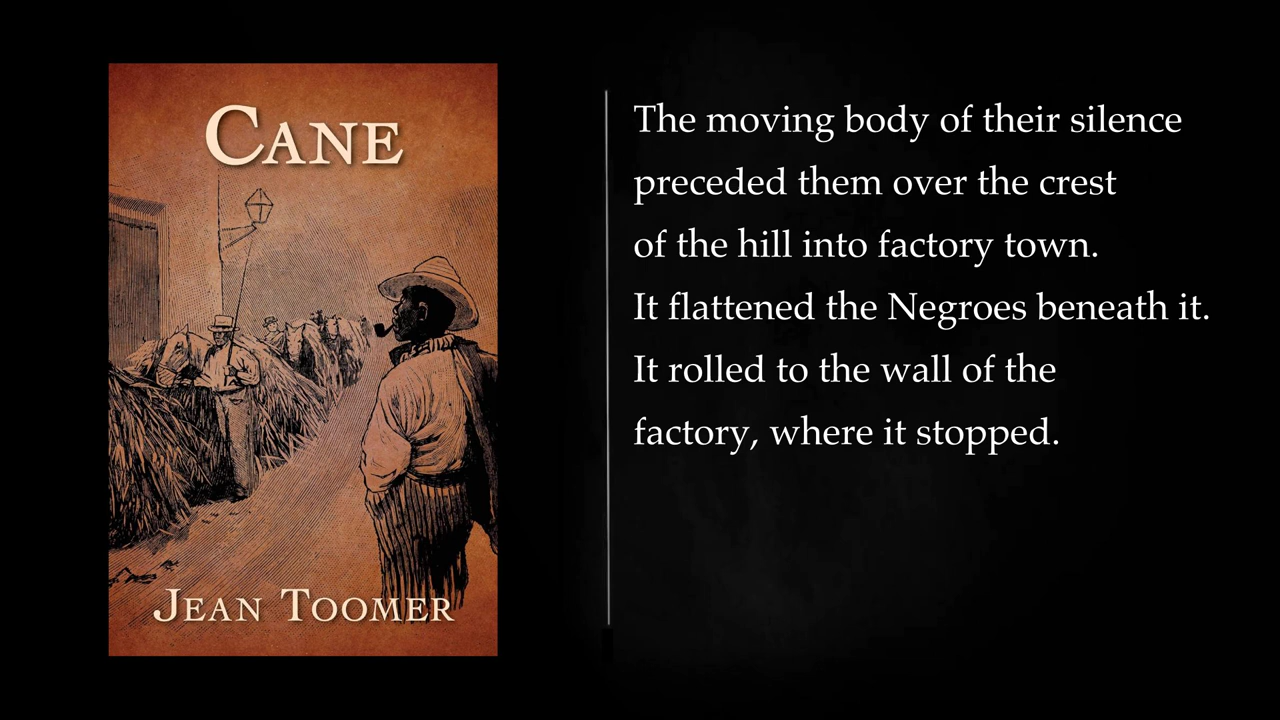 CANE
JEAN TOOMER
The moving body of their silence
preceded them over the crest
of the hill into factory town.
It flattened the Negroes beneath it.
It rolled to the wall of the
factory, where it stopped.